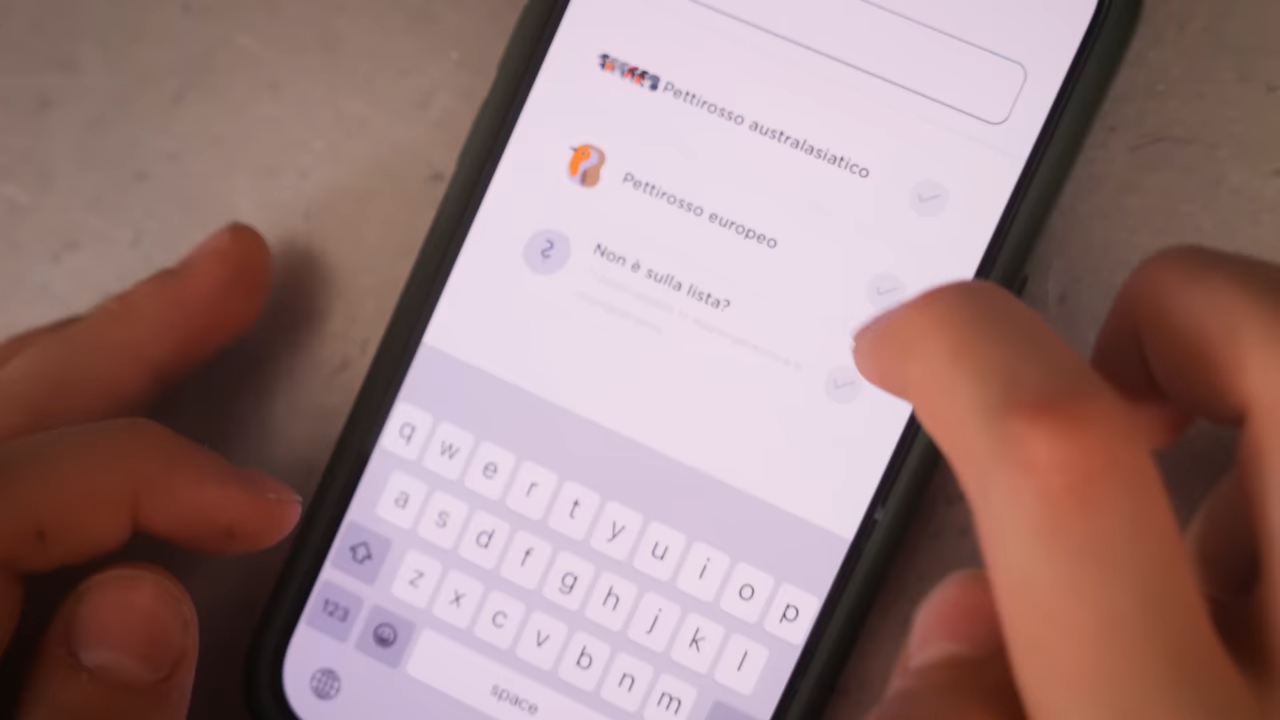 Pettirosso australasiatico
Pettirosso europeo
Non è sulla lista?
q w e r t y u i o p
a s d f g h j k l
z x c v b n m
123
space